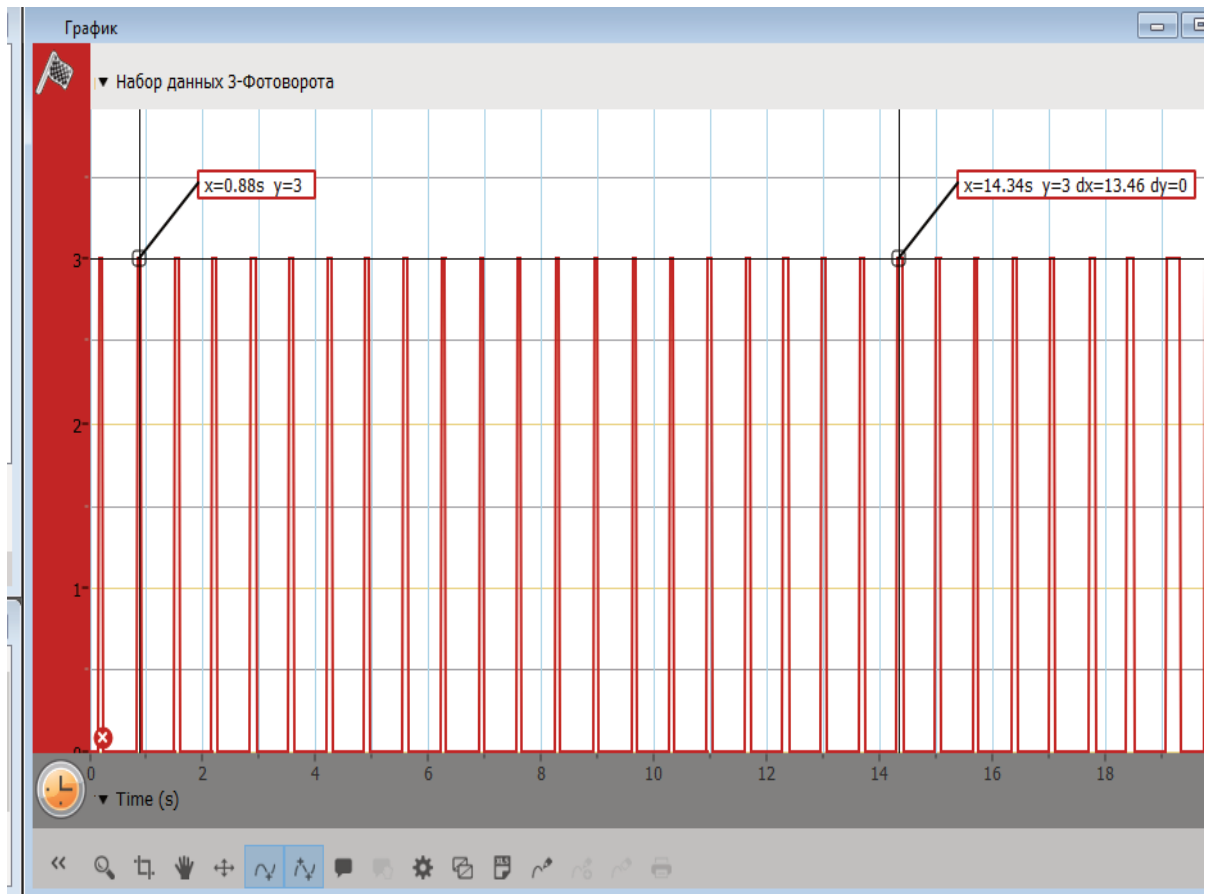 График
▼ Набор данных 3-Фотоворота
x=0.88s y=3
x=14.34s y=3 dx=13.46 dy=0
3
2
1
0
0 2 4 6 8 10 12 14 16 18
▼ Time (s)
XLS